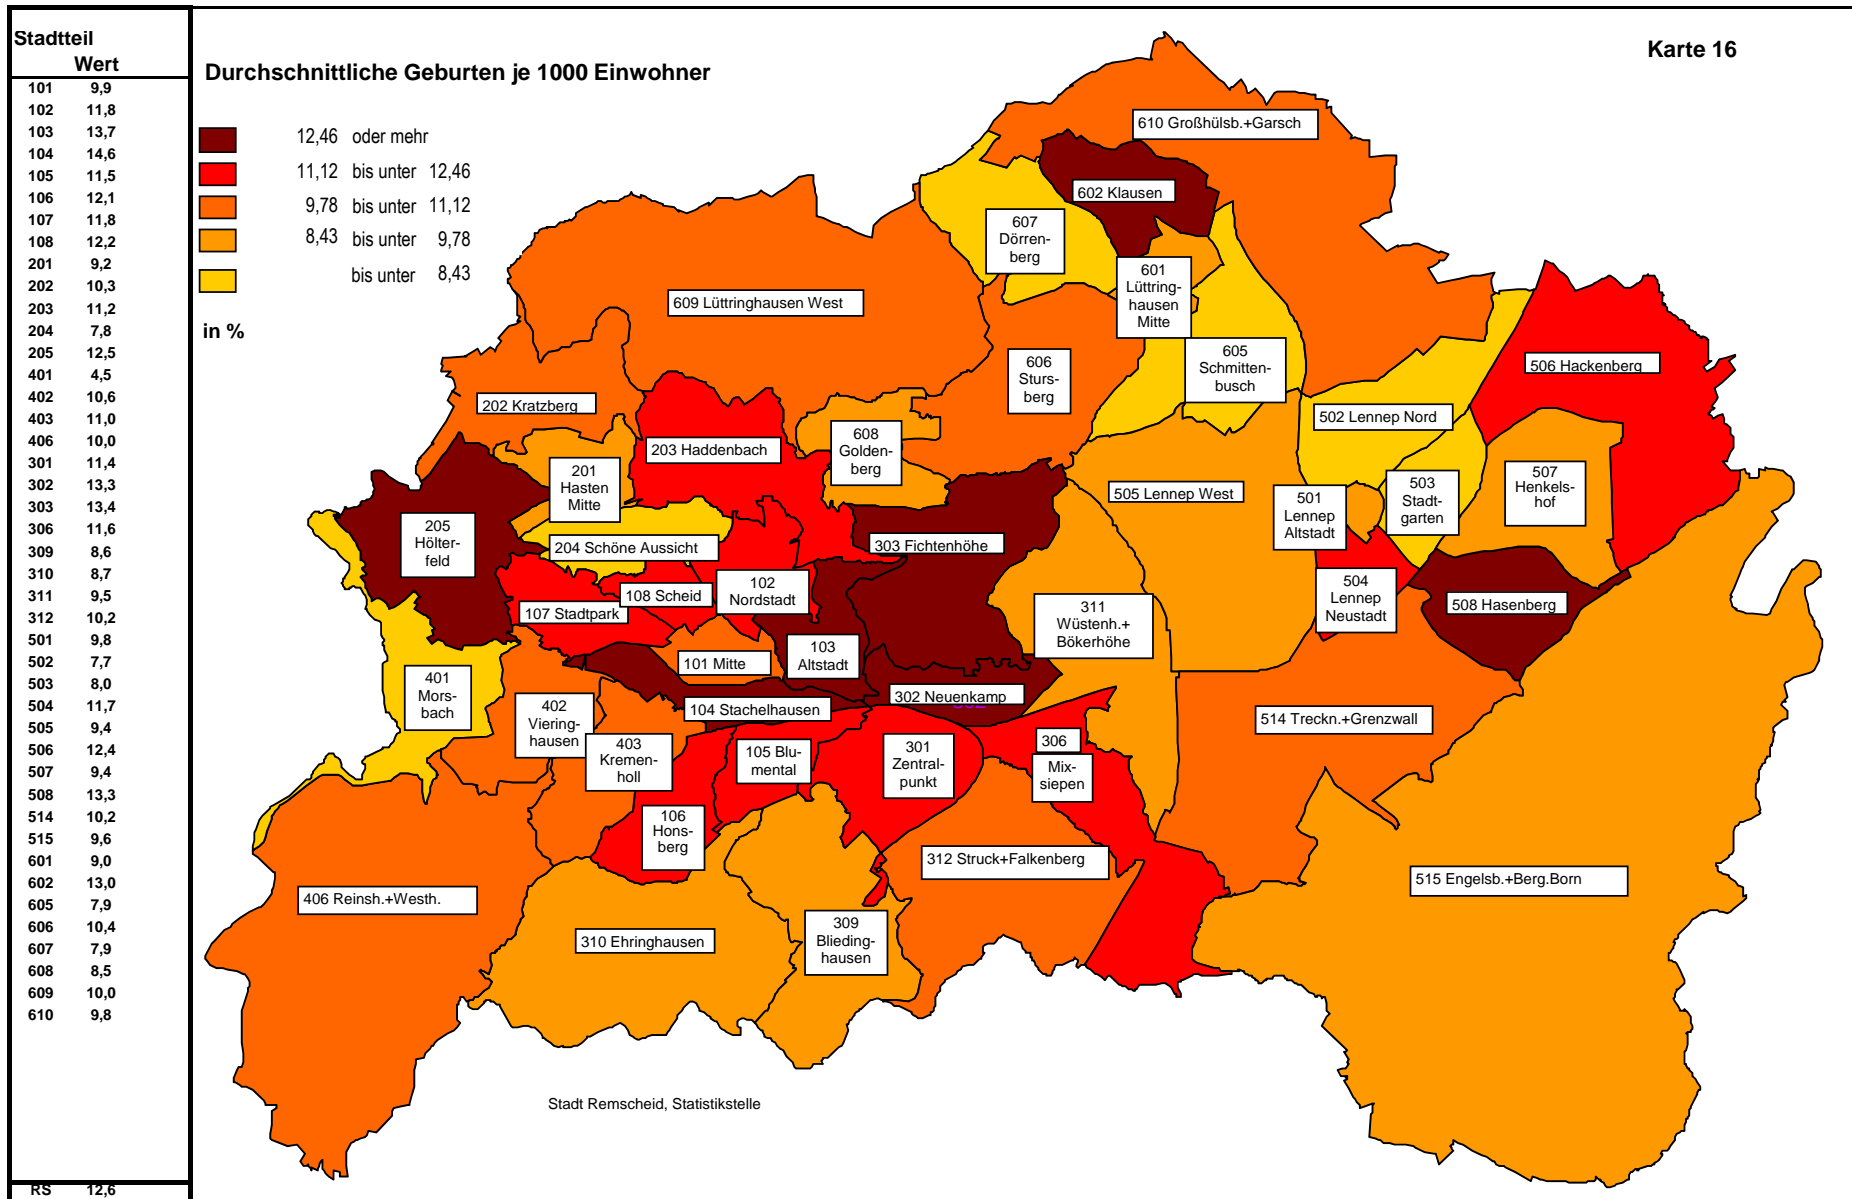 Stadtteil
Wert
101 9,9
102 11,8
103 13,7
104 14,6
105 11,5
106 12,1
107 11,8
108 12,2
201 9,2
202 10,3
203 11,2
204 7,8
205 12,5
401 4,5
402 10,6
403 11,0
406 10,0
301 11,4
302 13,3
303 13,4
306 11,6
309 8,6
310 8,7
311 9,5
312 10,2
501 9,8
502 7,7
503 8,0
504 11,7
505 9,4
506 12,4
507 9,4
508 13,3
514 10,2
515 9,6
601 9,0
602 13,0
605 7,9
606 10,4
607 7,9
608 8,5
609 10,0
610 9,8
RS 12,6
Durchschnittliche Geburten je 1000 Einwohner
Karte 16
12,46 oder mehr
11,12 bis unter 12,46
9,78 bis unter 11,12
8,43 bis unter 9,78
bis unter 8,43
in %
610 Großhülsb.+Garsch
602 Klausen
607
Dörren-
berg
601
Lüttring-
hausen
Mitte
609 Lüttringhausen West
605
Schmitten-
busch
606
Sturs-
berg
506 Hackenberg
202 Kratzberg
502 Lennep Nord
203 Haddenbach
608
Golden-
berg
201
Hasten
Mitte
505 Lennep West
501
Lennep
Altstadt
503
Stadt-
garten
507
Henkels-
hof
205
Hölter-
feld
204 Schöne Aussicht
303 Fichtenhöhe
102
Nordstadt
108 Scheid
107 Stadtpark
504
Lennep
Neustadt
508 Hasenberg
311
Wüstenh.+
Bökerhöhe
103
Altstadt
101 Mitte
401
Mors-
bach
302 Neuenkamp
302
104 Stachelhausen
402
Viering-
hausen
514 Treckn.+Grenzwall
403
Kremen-
holl
105 Blu-
mental
301
Zentral-
punkt
306
Mix-
siepen
106
Hons-
berg
312 Struck+Falkenberg
515 Engelsb.+Berg.Born
406 Reinsh.+Westh.
310 Ehringhausen
309
Blieding-
hausen
Stadt Remscheid, Statistikstelle